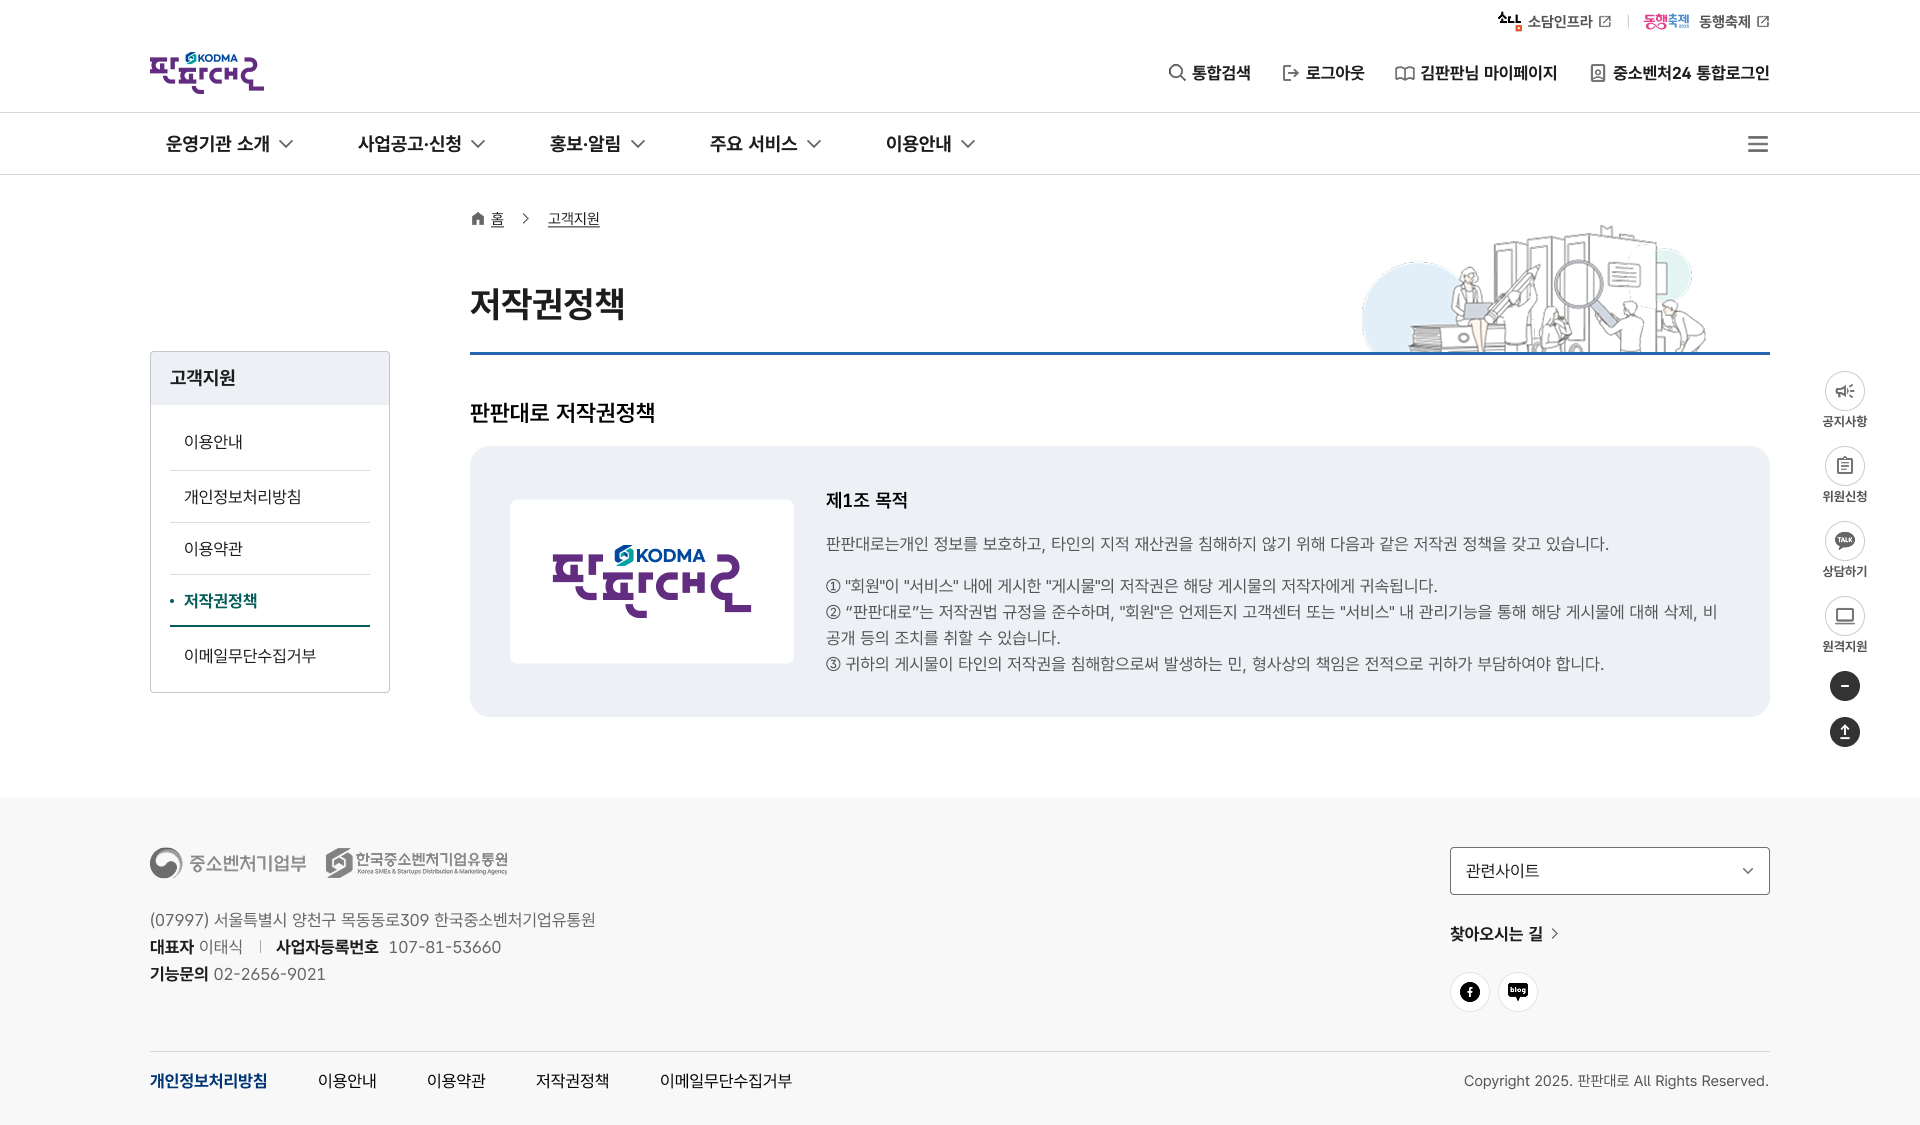 소담 소담인프라
동행축제 2025 동행축제
KODMA
판판대로
통합검색
로그아웃
김판판님 마이페이지
중소벤처24 통합로그인
운영기관 소개
사업공고·신청
홍보·알림
주요 서비스
이용안내
홈
고객지원
저작권정책
고객지원
이용안내
개인정보처리방침
이용약관
저작권정책
이메일무단수집거부
판판대로 저작권정책
KODMA
판판대로
제1조 목적
판판대로는개인 정보를 보호하고, 타인의 지적 재산권을 침해하지 않기 위해 다음과 같은 저작권 정책을 갖고 있습니다.
① "회원"이 "서비스" 내에 게시한 "게시물"의 저작권은 해당 게시물의 저작자에게 귀속됩니다.
② “판판대로”는 저작권법 규정을 준수하며, "회원"은 언제든지 고객센터 또는 "서비스" 내 관리기능을 통해 해당 게시물에 대해 삭제, 비
공개 등의 조치를 취할 수 있습니다.
③ 귀하의 게시물이 타인의 저작권을 침해함으로써 발생하는 민, 형사상의 책임은 전적으로 귀하가 부담하여야 합니다.
공지사항
위원신청
TALK
상담하기
원격지원
중소벤처기업부
한국중소벤처기업유통원
Korea SMEs & Startups Distribution & Marketing Agency
(07997) 서울특별시 양천구 목동동로309 한국중소벤처기업유통원
대표자 이태식
사업자등록번호 107-81-53660
기능문의 02-2656-9021
관련사이트
찾아오시는 길
blog
개인정보처리방침
이용안내
이용약관
저작권정책
이메일무단수집거부
Copyright 2025. 판판대로 All Rights Reserved.